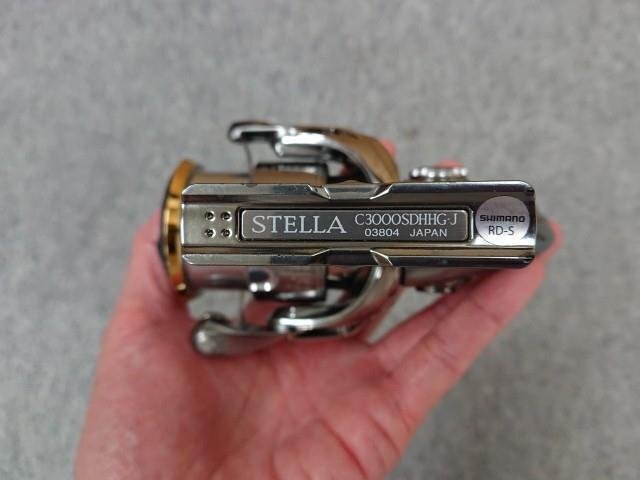 STELLA C3000SDHHG·J
03804 JAPAN
SHIMANO
RD-S